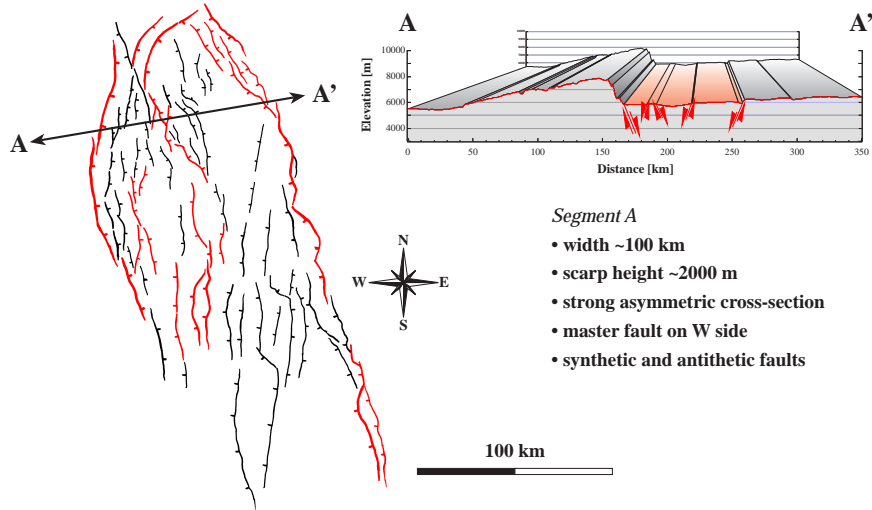 A
A'
A
A'
Elevation [m]
10000
8000
6000
4000
0
50
100
150
200
250
300
350
Distance [km]
N
W
E
S
Segment A
• width ~100 km
• scarp height ~2000 m
• strong asymmetric cross-section
• master fault on W side
• synthetic and antithetic faults
100 km